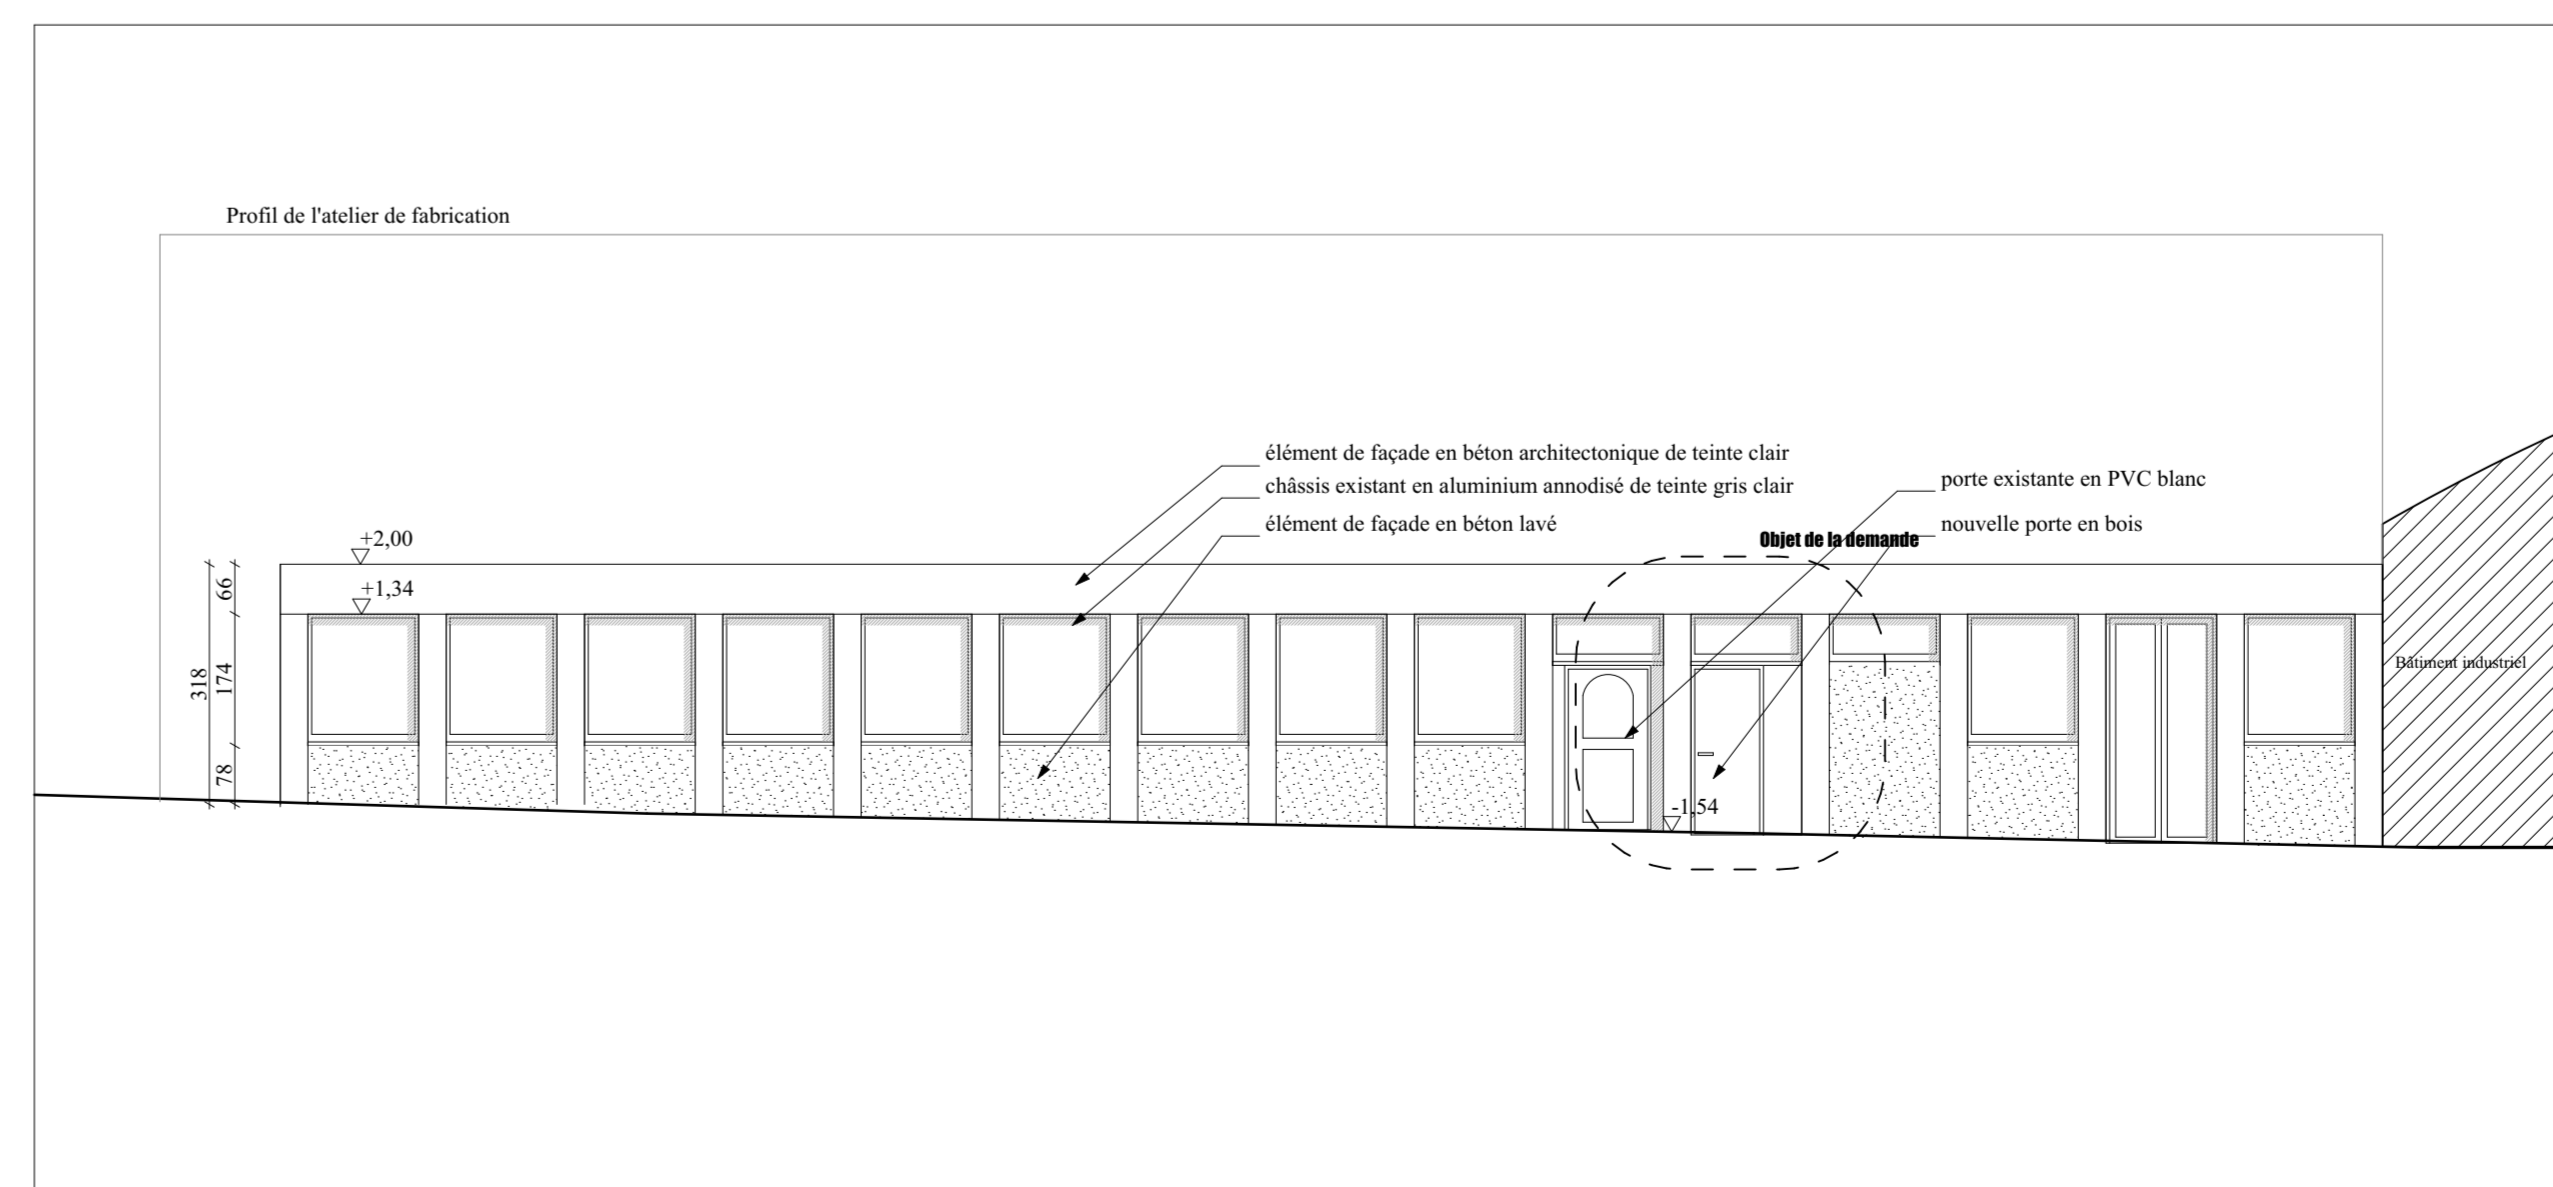 Profil de l'atelier de fabrication
élément de façade en béton architectonique de teinte clair
châssis existant en aluminium annodisé de teinte gris clair
élément de façade en béton lavé
porte existante en PVC blanc
nouvelle porte en bois
Objet de la demande
+2,00
+1,34
66
174
318
78
-1,54
Bâtiment industriel